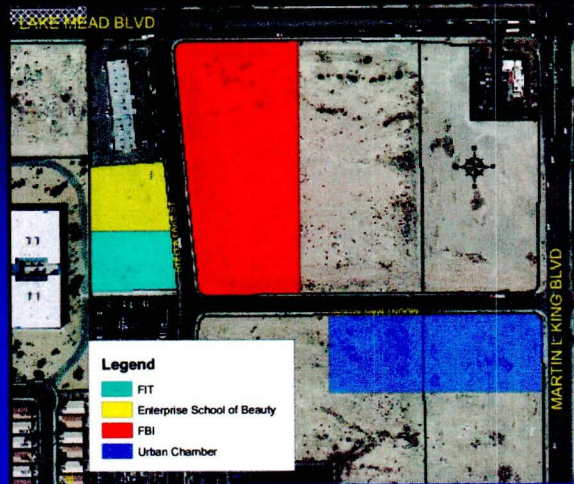 LAKE MEAD BLVD
MARTIN L KING BLVD
Legend
FIT
Enterprise School of Beauty
FBI
Urban Chamber